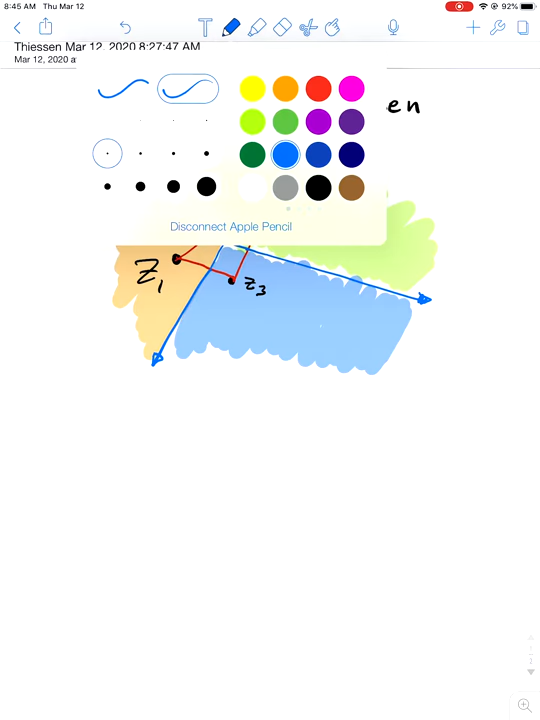 8:45 AM Thu Mar 12
92%
T
Thiessen Mar 12, 2020 8:27:47 AM
Mar 12, 2020 a
en
Disconnect Apple Pencil
Z1
Z3